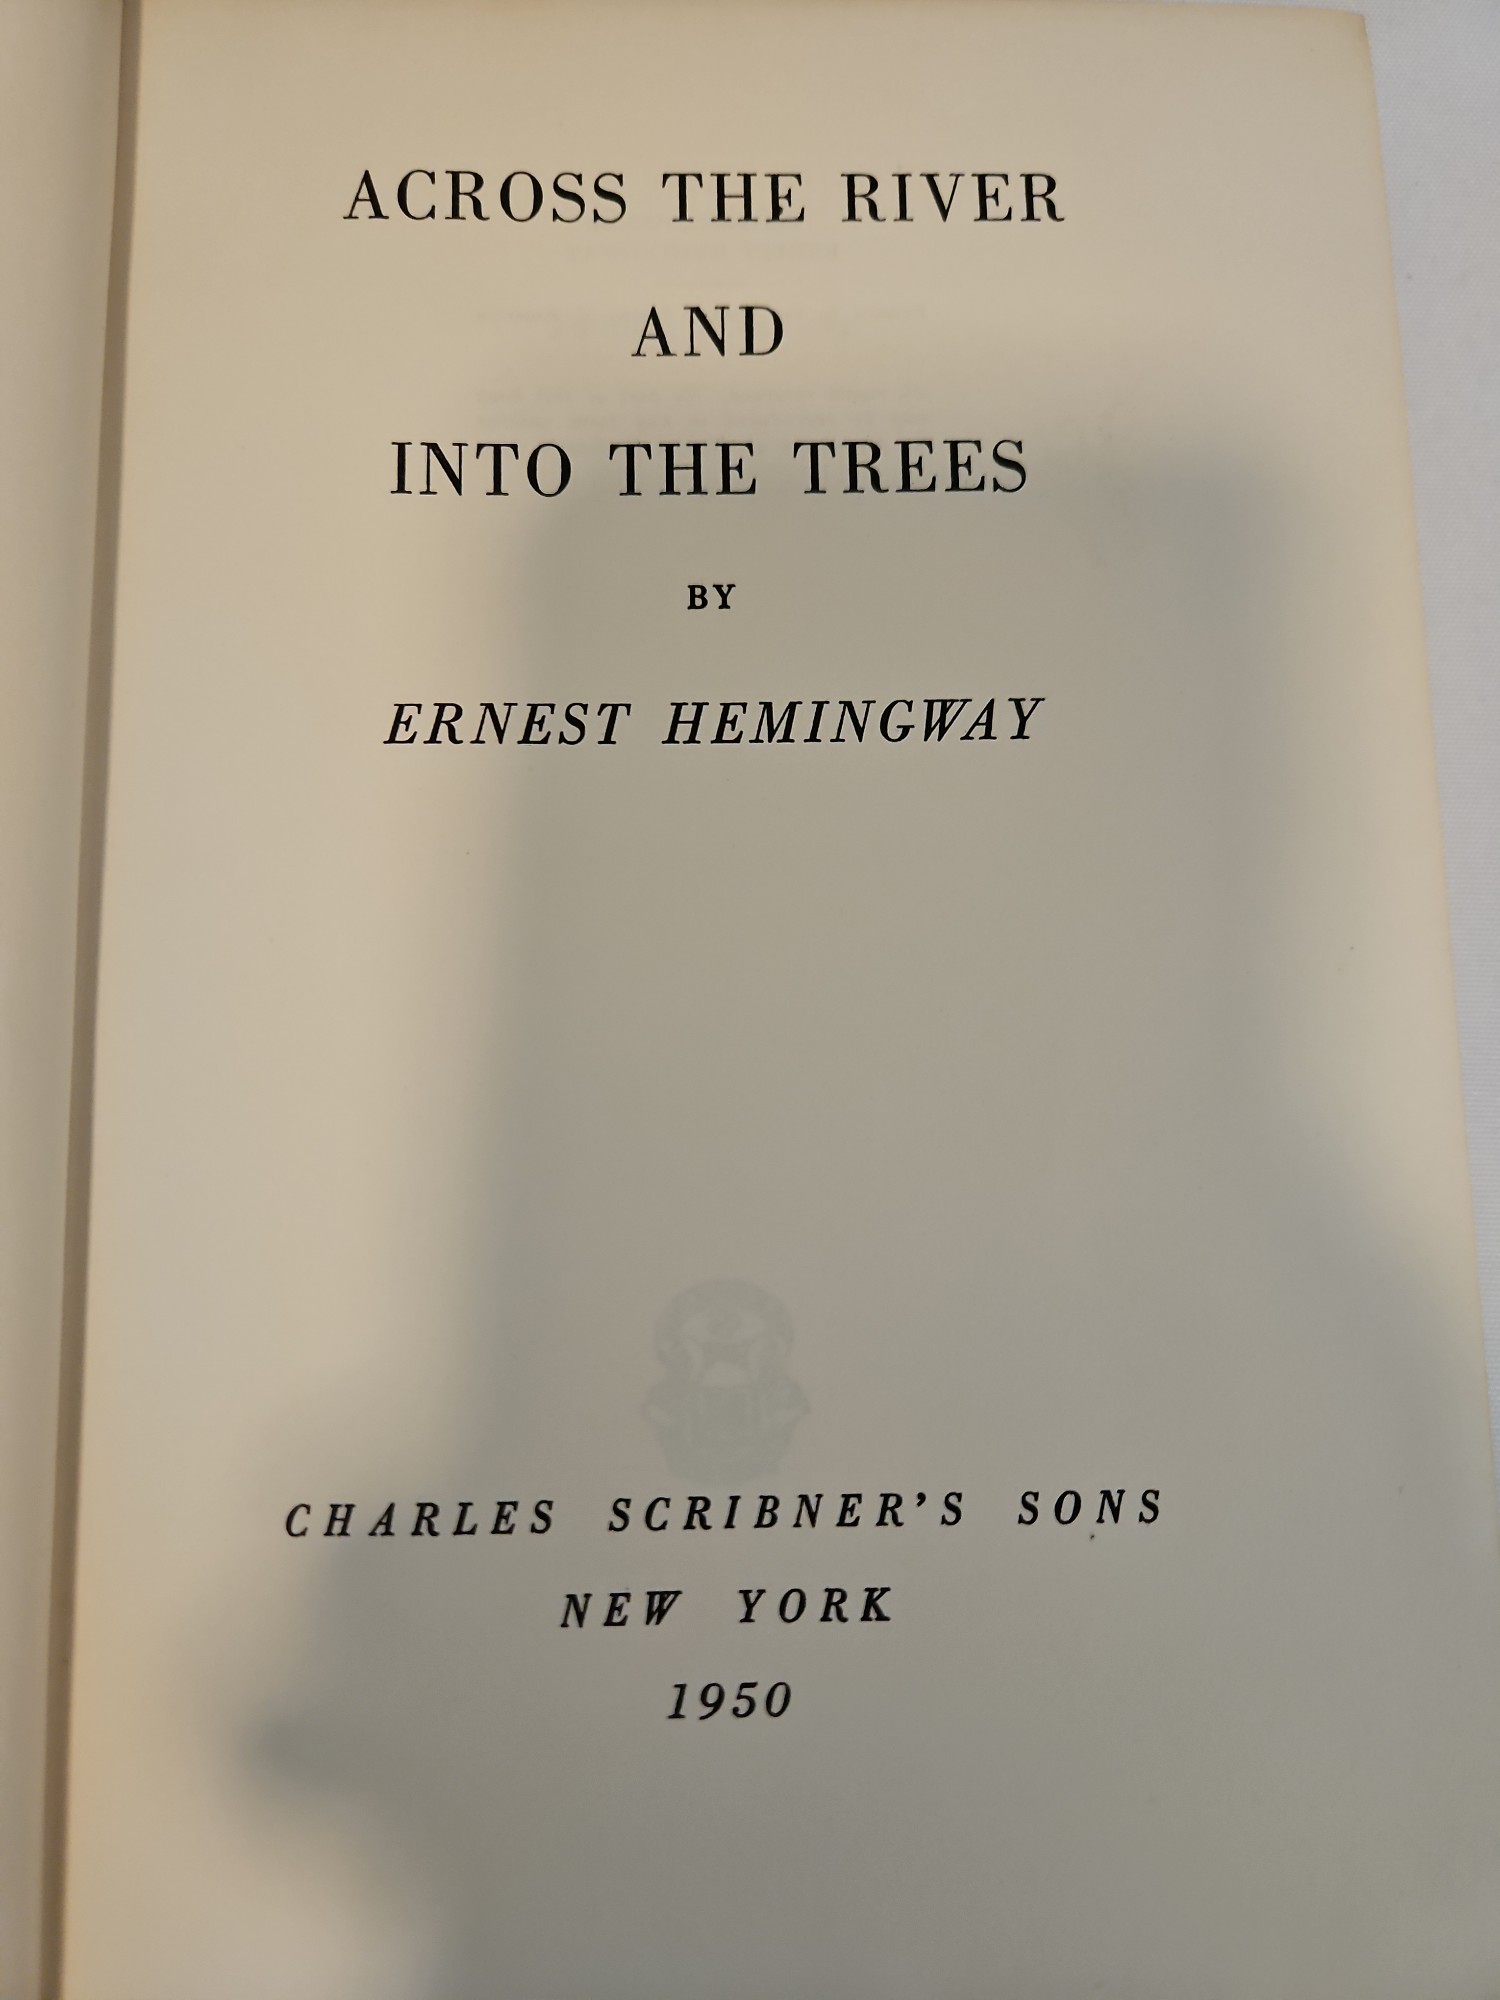 ACROSS THE RIVER
AND
INTO THE TREES
BY
ERNEST HEMINGWAY
CHARLES SCRIBNER'S SONS
NEW YORK
1950